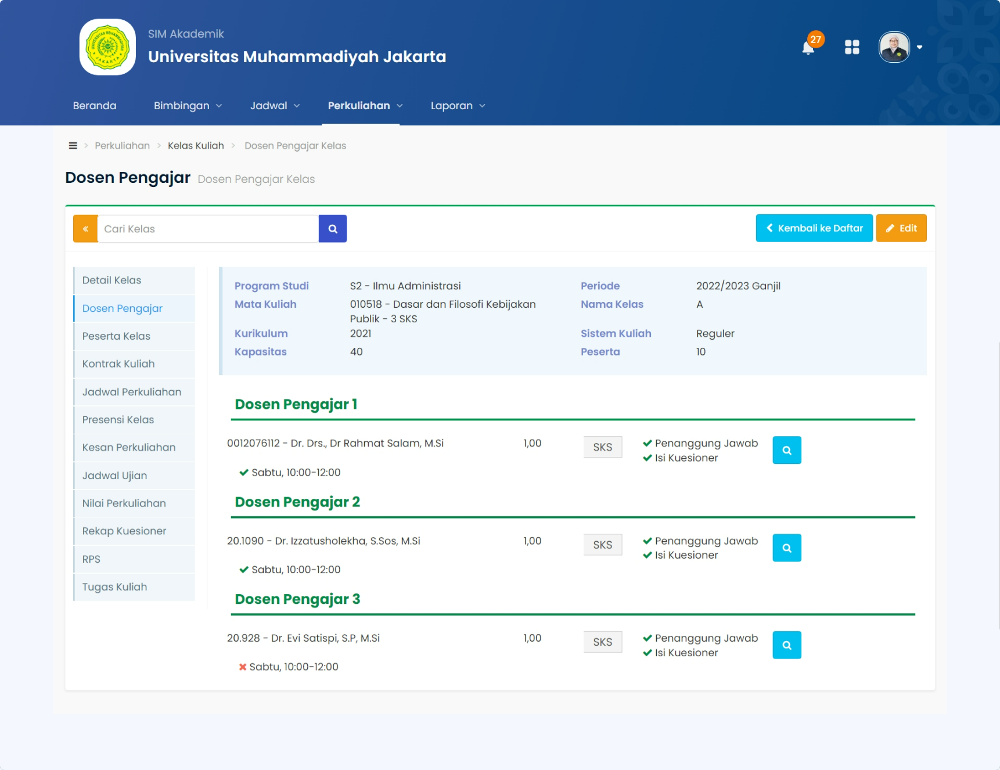 SIM Akademik
Universitas Muhammadiyah Jakarta
UNIVERSITAS MUHAMMADIYAH JAKARTA
27
Beranda Bimbingan Jadwal Perkuliahan Laporan
> Perkuliahan > Kelas Kuliah > Dosen Pengajar Kelas
Dosen Pengajar Dosen Pengajar Kelas
« Cari Kelas Kembali ke Daftar Edit
Detail Kelas
Dosen Pengajar
Peserta Kelas
Kontrak Kuliah
Jadwal Perkuliahan
Presensi Kelas
Kesan Perkuliahan
Jadwal Ujian
Nilai Perkuliahan
Rekap Kuesioner
RPS
Tugas Kuliah
Program Studi S2 - Ilmu Administrasi Periode 2022/2023 Ganjil
Mata Kuliah 010518 - Dasar dan Filosofi Kebijakan Nama Kelas A
Publik - 3 SKS
Kurikulum 2021 Sistem Kuliah Reguler
Kapasitas 40 Peserta 10
Dosen Pengajar 1
0012076112 - Dr. Drs., Dr Rahmat Salam, M.Si 1,00 SKS ✔ Penanggung Jawab
✔ Isi Kuesioner
✔ Sabtu, 10:00-12:00
Dosen Pengajar 2
20.1090 - Dr. Izzatusholekha, S.Sos, M.Si 1,00 SKS ✔ Penanggung Jawab
✔ Isi Kuesioner
✔ Sabtu, 10:00-12:00
Dosen Pengajar 3
20.928 - Dr. Evi Satispi, S.P, M.Si 1,00 SKS ✔ Penanggung Jawab
✔ Isi Kuesioner
✖ Sabtu, 10:00-12:00